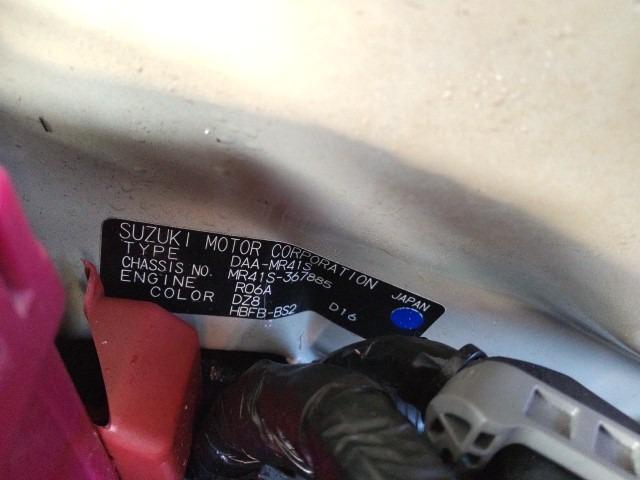 SUZUKI MOTOR CORPORATION JAPAN
TYPE DAA-MR41S
CHASSIS NO. MR41S-367885
ENGINE R06A
COLOR DZ8
HBFB-BS2 D16